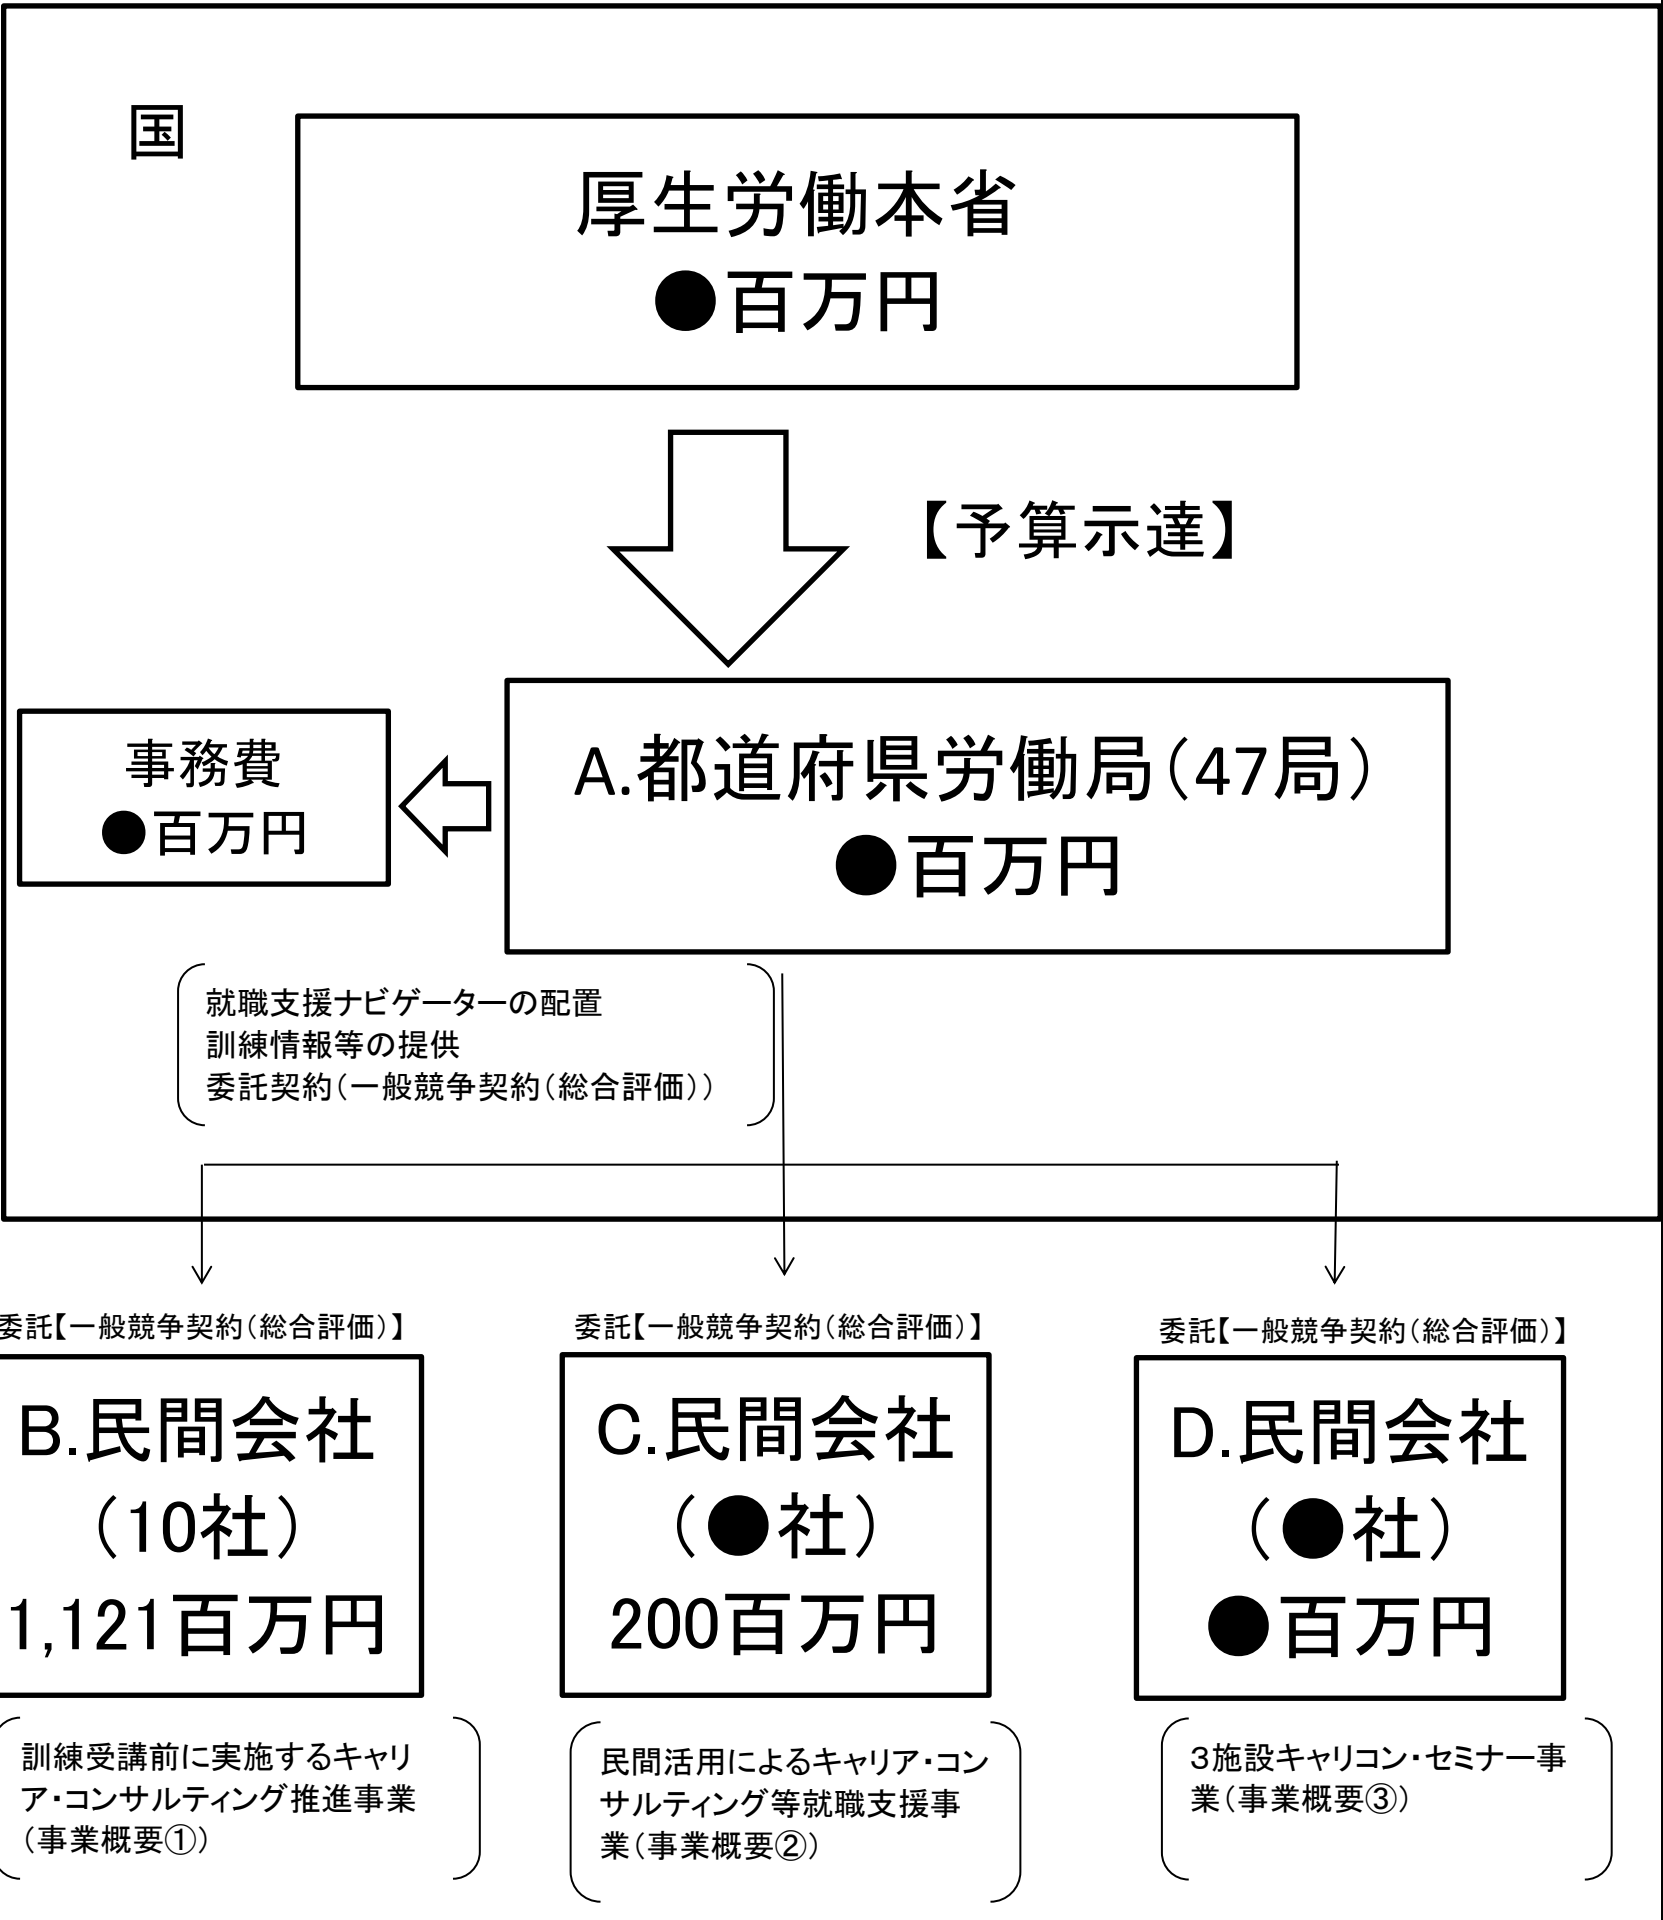 国
厚生労働本省
●百万円
【予算示達】
事務費
●百万円
A.都道府県労働局(47局)
●百万円
就職支援ナビゲーターの配置
訓練情報等の提供
委託契約(一般競争契約(総合評価))
委託【一般競争契約(総合評価)】
委託【一般競争契約(総合評価)】
委託【一般競争契約(総合評価)】
B.民間会社
(10社)
1,121百万円
C.民間会社
(●社)
200百万円
D.民間会社
(●社)
●百万円
訓練受講前に実施するキャリ
ア・コンサルティング推進事業
(事業概要①)
民間活用によるキャリア・コン
サルティング等就職支援事
業(事業概要②)
3施設キャリコン・セミナー事
業(事業概要③)